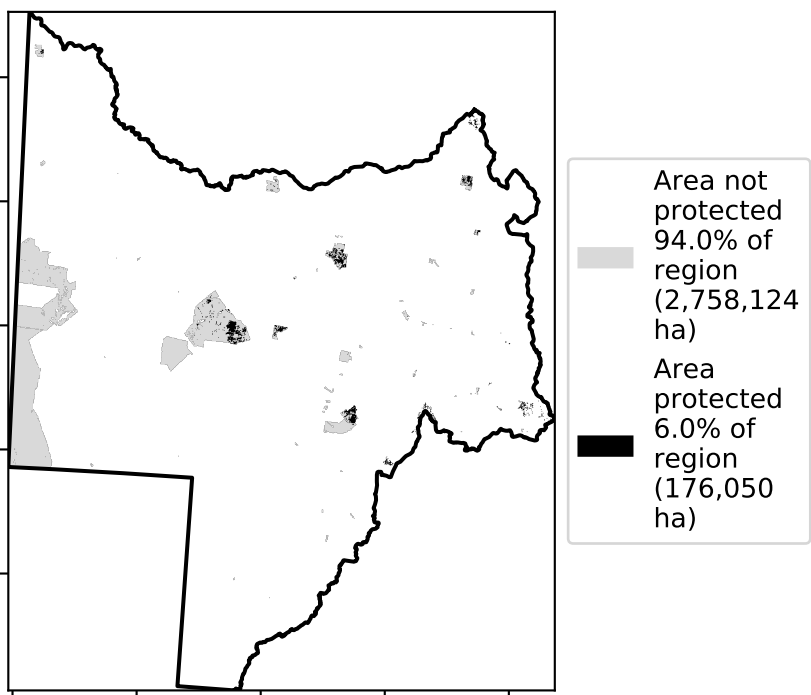 Area not
protected
94.0% of
region
(2,758,124
ha)
Area
protected
6.0% of
region
(176,050
ha)